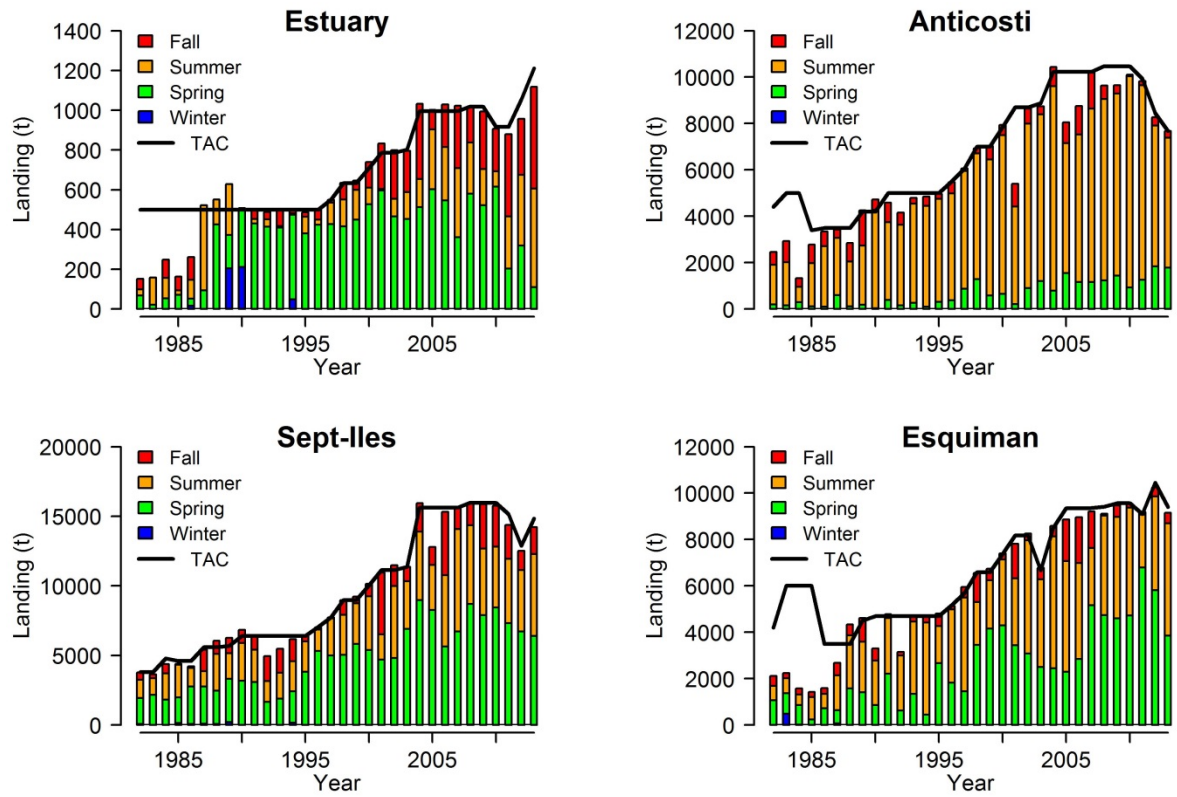 Estuary
1400
1200
1000
800
600
400
200
0
Landing (t)
Fall
Summer
Spring
Winter
TAC
1985 1995 2005
Year
Anticosti
12000
10000
8000
6000
4000
2000
0
Landing (t)
Fall
Summer
Spring
Winter
TAC
1985 1995 2005
Year
Sept-Iles
20000
15000
10000
5000
0
Landing (t)
Fall
Summer
Spring
Winter
TAC
1985 1995 2005
Year
Esquiman
12000
10000
8000
6000
4000
2000
0
Landing (t)
Fall
Summer
Spring
Winter
TAC
1985 1995 2005
Year